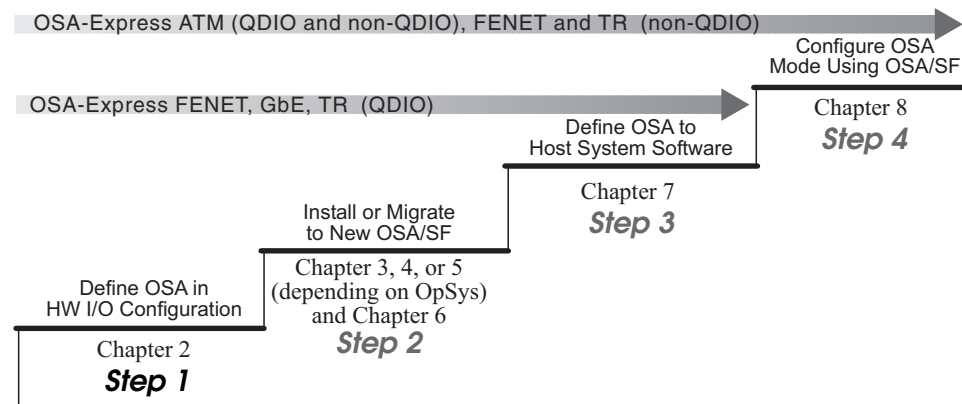 OSA-Express ATM (QDIO and non-QDIO), FENET and TR (non-QDIO)
Configure OSA
Mode Using OSA/SF
Chapter 8
Step 4
OSA-Express FENET, GbE, TR (QDIO)
Define OSA to
Host System Software
Chapter 7
Step 3
Install or Migrate
to New OSA/SF
Chapter 3, 4, or 5
(depending on OpSys)
and Chapter 6
Step 2
Define OSA in
HW I/O Configuration
Chapter 2
Step 1